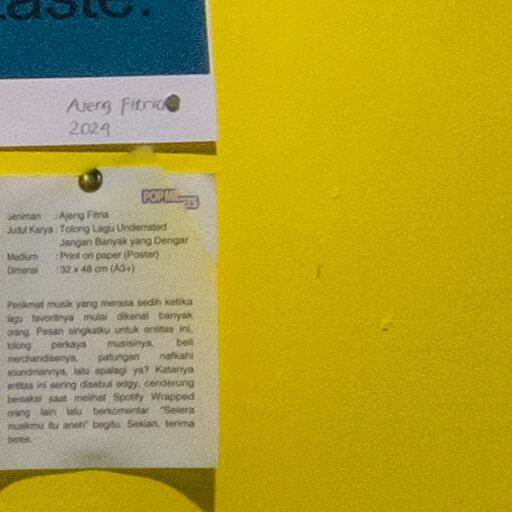 taste.
Ajeng Fitria
2024
POP
Seniman : Ajeng Fitria
Judul Karya : Tolong Lagu Underrated
Jangan Banyak yang Dengar
Medium : Print on paper (Poster)
Dimensi : 32 x 48 cm (A3+)
Penikmat musik yang merasa sedih ketika
lagu favoritnya mulai dikenal banyak
orang. Pesan singkatku untuk entitas ini,
tolong perkaya musisinya, beli
merchandisenya, patungan nafkahi
soundmannya, lalu apalagi ya? Katanya
entitas ini sering disebut edgy, cenderung
bereaksi saat melihat Spotify Wrapped
orang lain lalu berkomentar "Selera
musikmu itu aneh" begitu. Sekian, terima
beres.